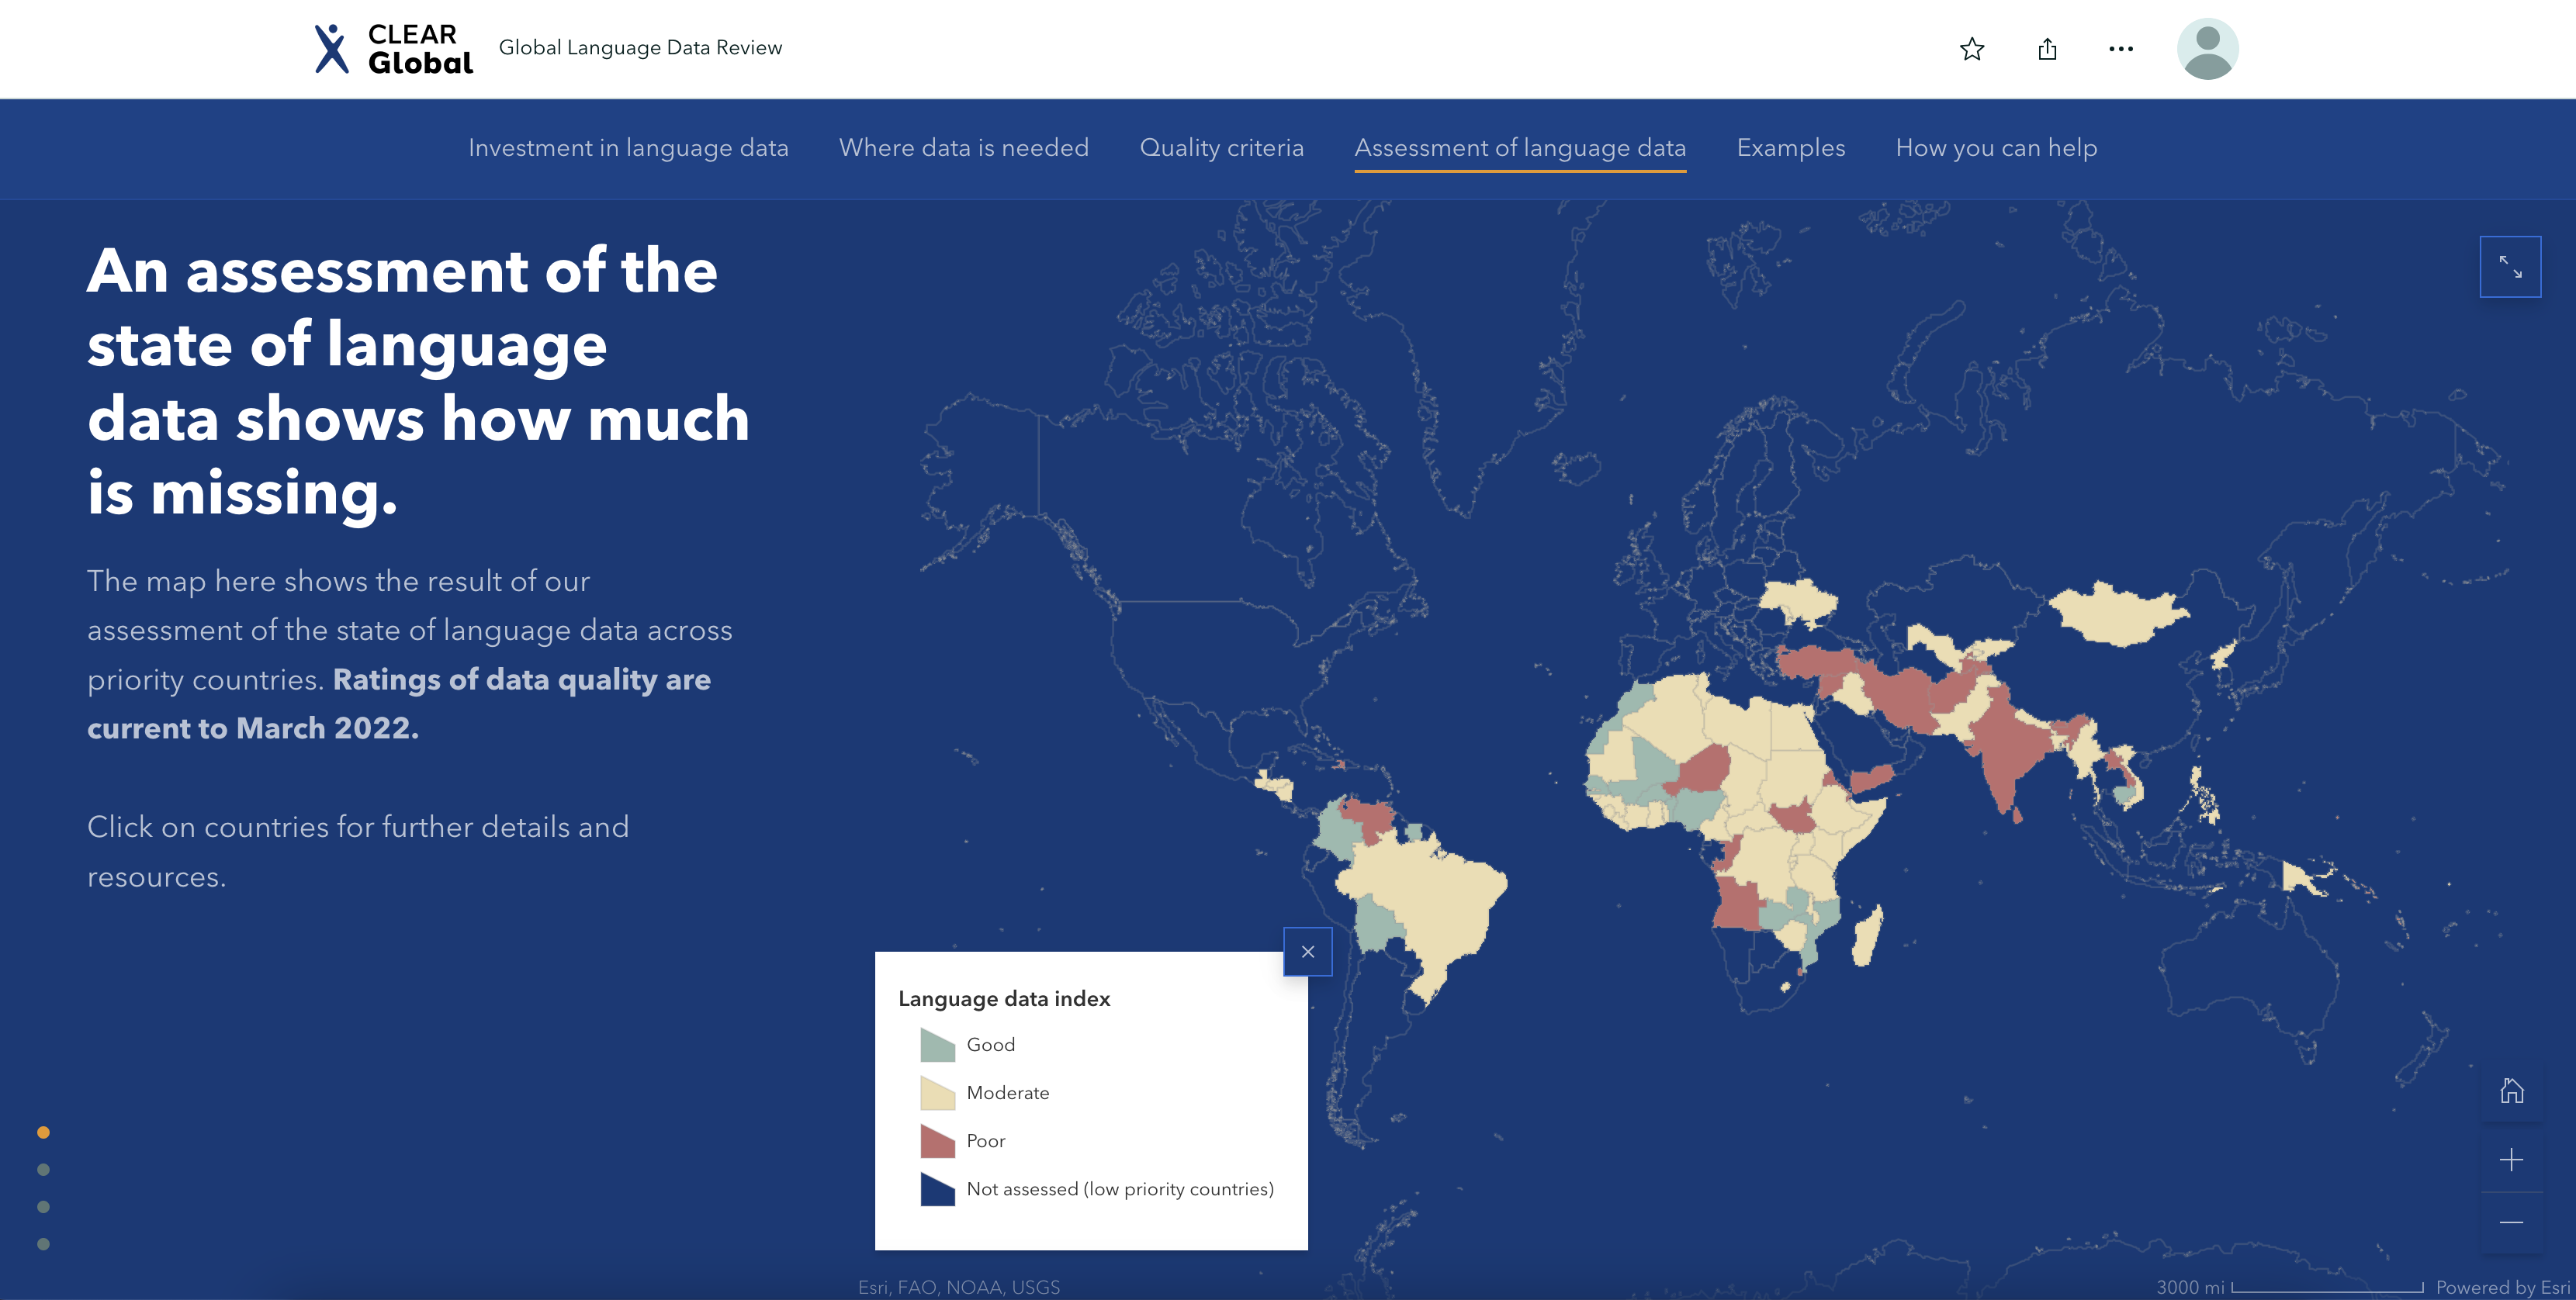 CLEAR
Global
Global Language Data Review
Investment in language data
Where data is needed
Quality criteria
Assessment of language data
Examples
How you can help
An assessment of the
state of language
data shows how much
is missing.
The map here shows the result of our
assessment of the state of language data across
priority countries. Ratings of data quality are
current to March 2022.
Click on countries for further details and
resources.
Language data index
Good
Moderate
Poor
Not assessed (low priority countries)
Esri, FAO, NOAA, USGS
3000 mi
Powered by Esri